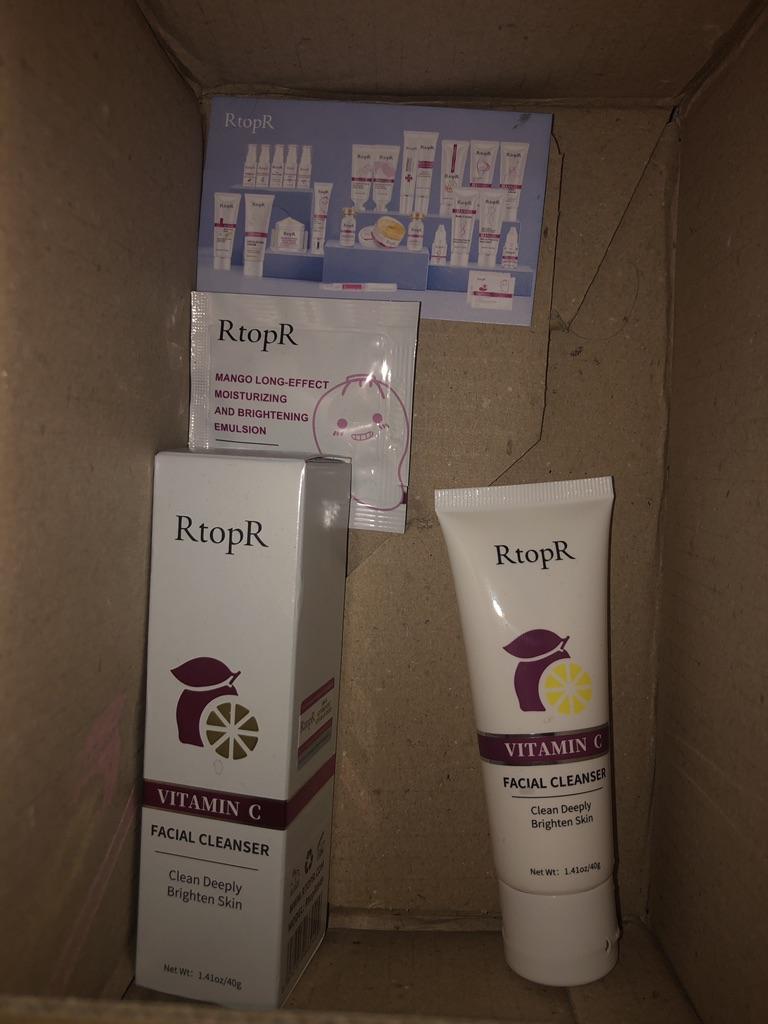 RtopR
RtopR
MANGO LONG-EFFECT
MOISTURIZING
AND BRIGHTENING
EMULSION
RtopR
VITAMIN C
FACIAL CLEANSER
Clean Deeply
Brighten Skin
Net Wt: 1.41oz/40g
RtopR
VITAMIN C
FACIAL CLEANSER
Clean Deeply
Brighten Skin
Net Wt: 1.41oz/40g